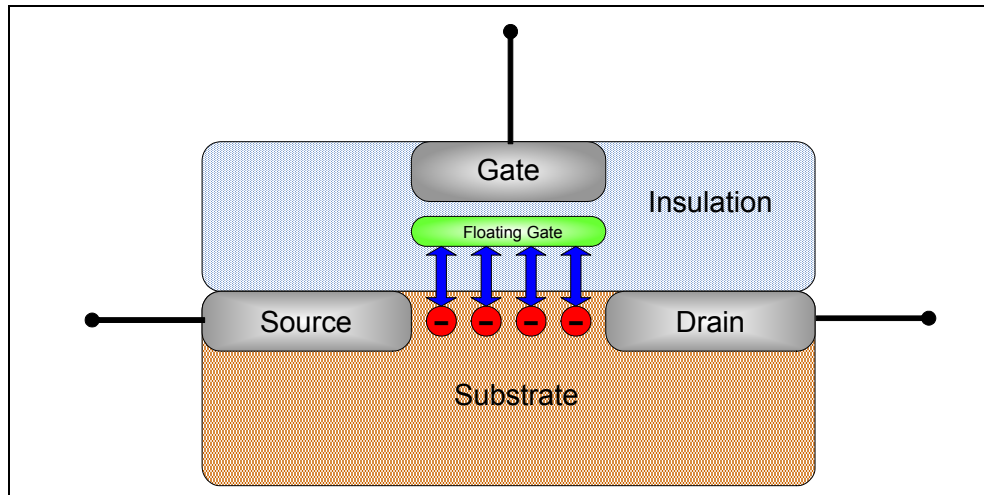 Gate
Insulation
Floating Gate
Source
Drain
Substrate